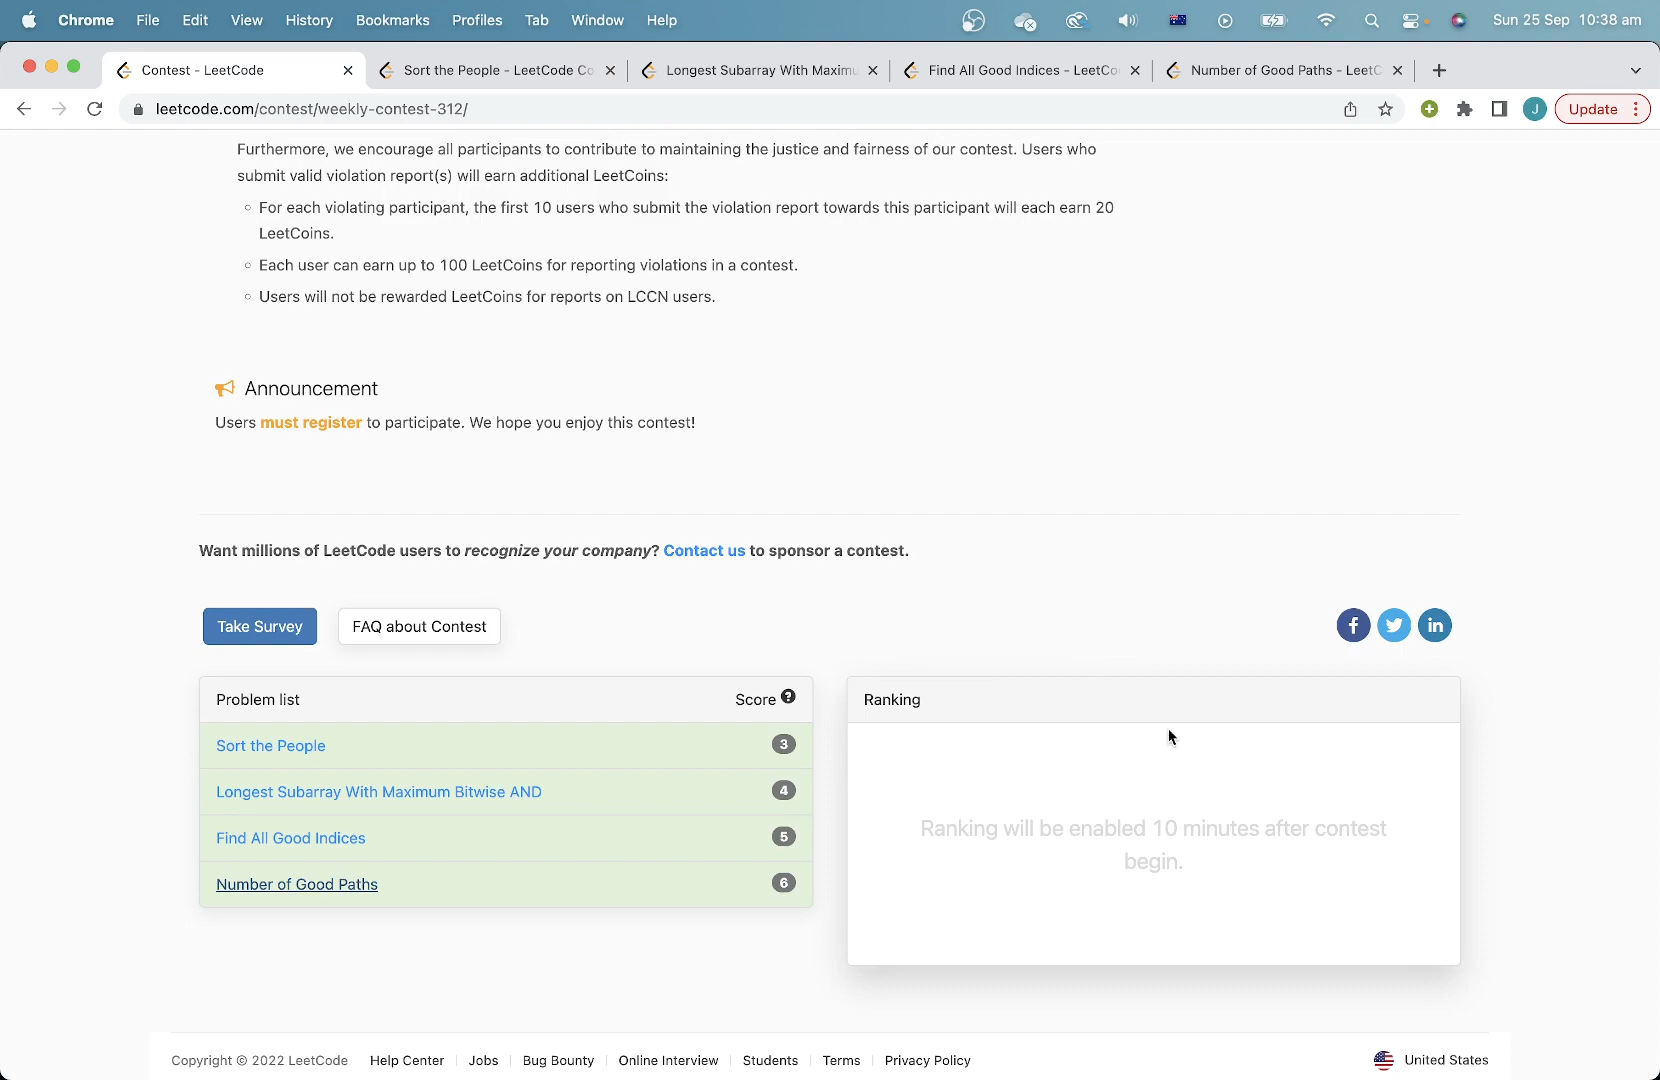 Chrome File Edit View History Bookmarks Profiles Tab Window Help Sun 25 Sep 10:38 am
Contest - LeetCode Sort the People - LeetCode Co Longest Subarray With Maximu Find All Good Indices - LeetCo Number of Good Paths - LeetC
leetcode.com/contest/weekly-contest-312/ J Update
Furthermore, we encourage all participants to contribute to maintaining the justice and fairness of our contest. Users who
submit valid violation report(s) will earn additional LeetCoins:
For each violating participant, the first 10 users who submit the violation report towards this participant will each earn 20
LeetCoins.
Each user can earn up to 100 LeetCoins for reporting violations in a contest.
Users will not be rewarded LeetCoins for reports on LCCN users.
Announcement
Users must register to participate. We hope you enjoy this contest!
Want millions of LeetCode users to recognize your company? Contact us to sponsor a contest.
Take Survey FAQ about Contest
Problem list Score ?
Sort the People 3
Longest Subarray With Maximum Bitwise AND 4
Find All Good Indices 5
Number of Good Paths 6
Ranking
Ranking will be enabled 10 minutes after contest
begin.
Copyright © 2022 LeetCode Help Center Jobs Bug Bounty Online Interview Students Terms Privacy Policy United States